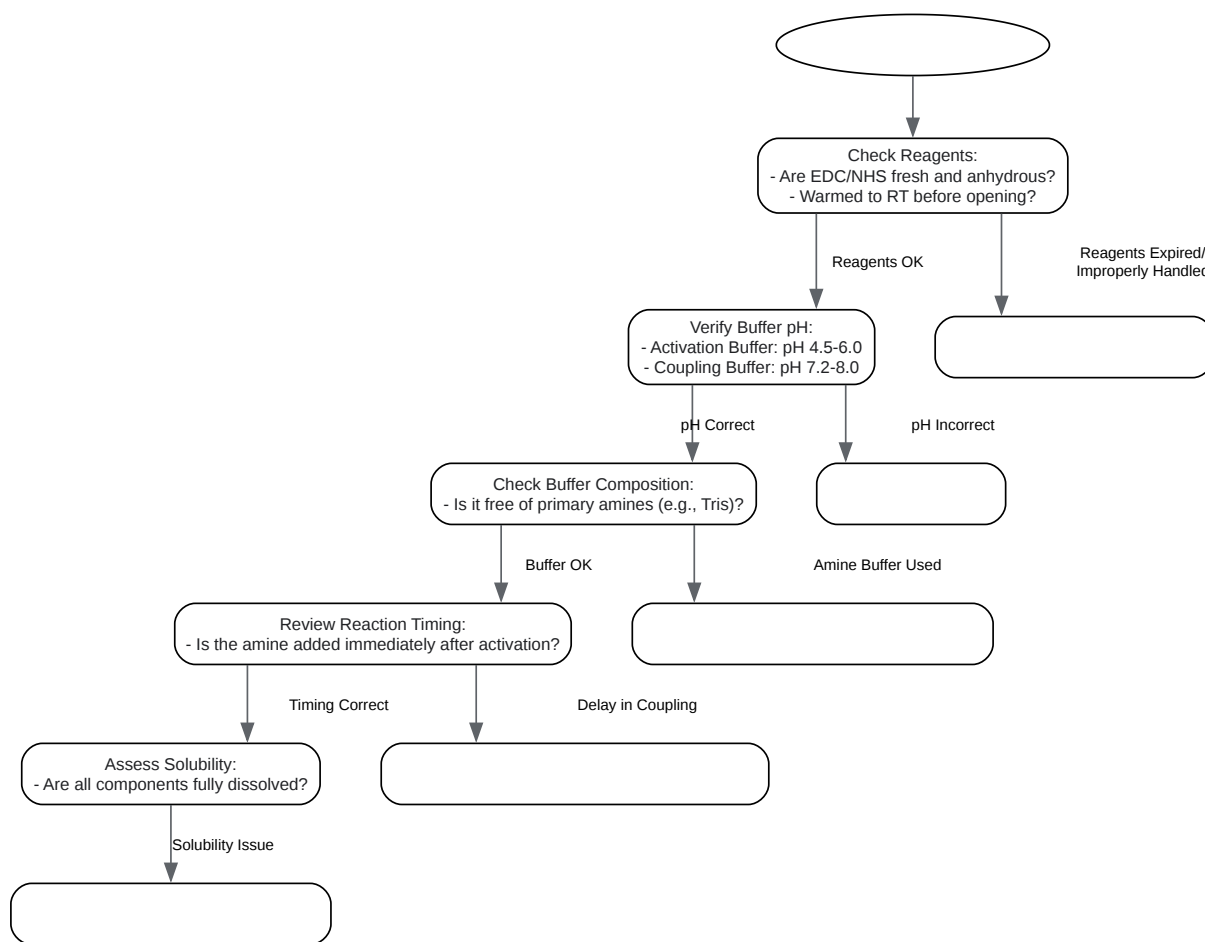 Check Reagents:
- Are EDC/NHS fresh and anhydrous?
- Warmed to RT before opening?
Reagents OK
Reagents Expired/
Improperly Handled
Verify Buffer pH:
- Activation Buffer: pH 4.5-6.0
- Coupling Buffer: pH 7.2-8.0
pH Correct
pH Incorrect
Check Buffer Composition:
- Is it free of primary amines (e.g., Tris)?
Buffer OK
Amine Buffer Used
Review Reaction Timing:
- Is the amine added immediately after activation?
Timing Correct
Delay in Coupling
Assess Solubility:
- Are all components fully dissolved?
Solubility Issue